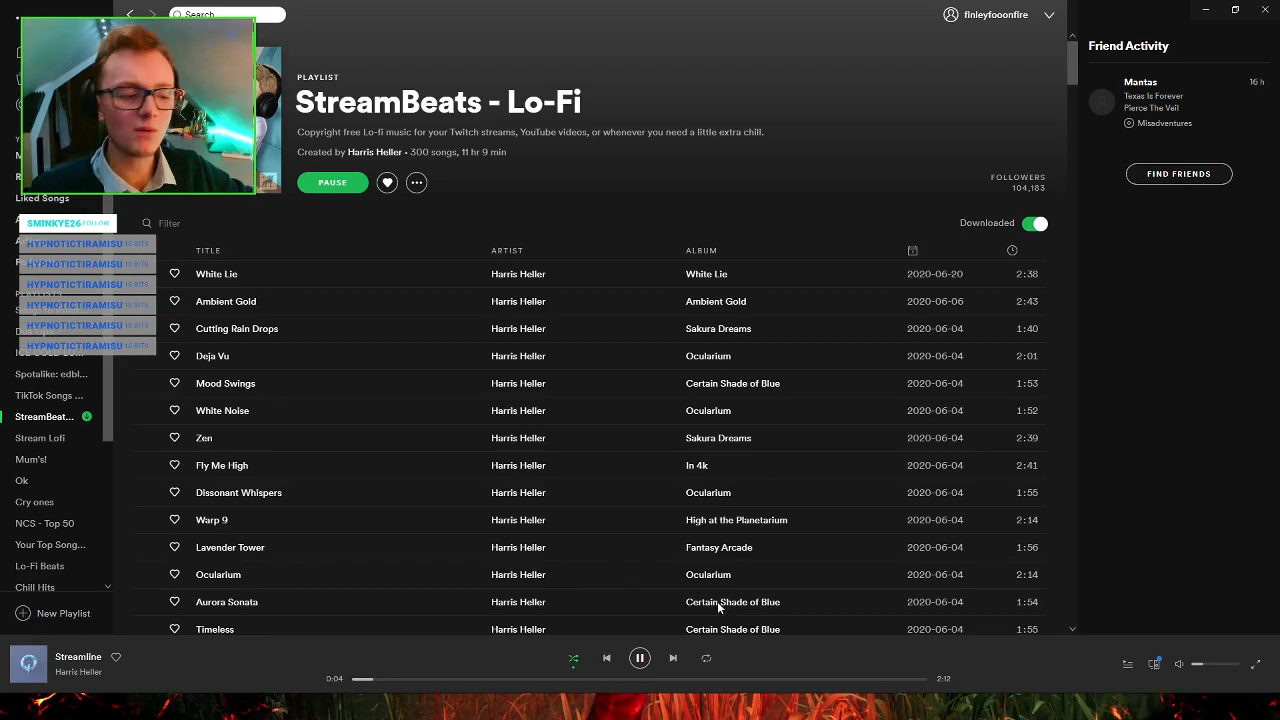 Search
finleyfooonfire
Friend Activity
PLAYLIST
StreamBeats - Lo-Fi
Copyright free Lo-fi music for your Twitch streams, YouTube videos, or whenever you need a little extra chill.
Created by Harris Heller • 300 songs, 11 hr 9 min
PAUSE
FOLLOWERS
104,183
Mantas 16 h
Texas Is Forever
Pierce The Veil
Misadventures
FIND FRIENDS
Liked Songs
SMINKYE26 FOLLOW
HYPNOTICTIRAMISU 10 BITS
HYPNOTICTIRAMISU 10 BITS
HYPNOTICTIRAMISU 10 BITS
HYPNOTICTIRAMISU 10 BITS
HYPNOTICTIRAMISU 10 BITS
HYPNOTICTIRAMISU 10 BITS
Spotalike: edbl...
TikTok Songs ...
StreamBeat...
Stream Lofi
Mum's!
Ok
Cry ones
NCS - Top 50
Your Top Song...
Lo-Fi Beats
Chill Hits
New Playlist
Filter
Downloaded
TITLE ARTIST ALBUM
White Lie Harris Heller White Lie 2020-06-20 2:38
Ambient Gold Harris Heller Ambient Gold 2020-06-06 2:43
Cutting Rain Drops Harris Heller Sakura Dreams 2020-06-04 1:40
Deja Vu Harris Heller Ocularium 2020-06-04 2:01
Mood Swings Harris Heller Certain Shade of Blue 2020-06-04 1:53
White Noise Harris Heller Ocularium 2020-06-04 1:52
Zen Harris Heller Sakura Dreams 2020-06-04 2:39
Fly Me High Harris Heller In 4k 2020-06-04 2:41
Dissonant Whispers Harris Heller Ocularium 2020-06-04 1:55
Warp 9 Harris Heller High at the Planetarium 2020-06-04 2:14
Lavender Tower Harris Heller Fantasy Arcade 2020-06-04 1:56
Ocularium Harris Heller Ocularium 2020-06-04 2:14
Aurora Sonata Harris Heller Certain Shade of Blue 2020-06-04 1:54
Timeless Harris Heller Certain Shade of Blue 2020-06-04 1:55
Streamline
Harris Heller
0:04 2:12